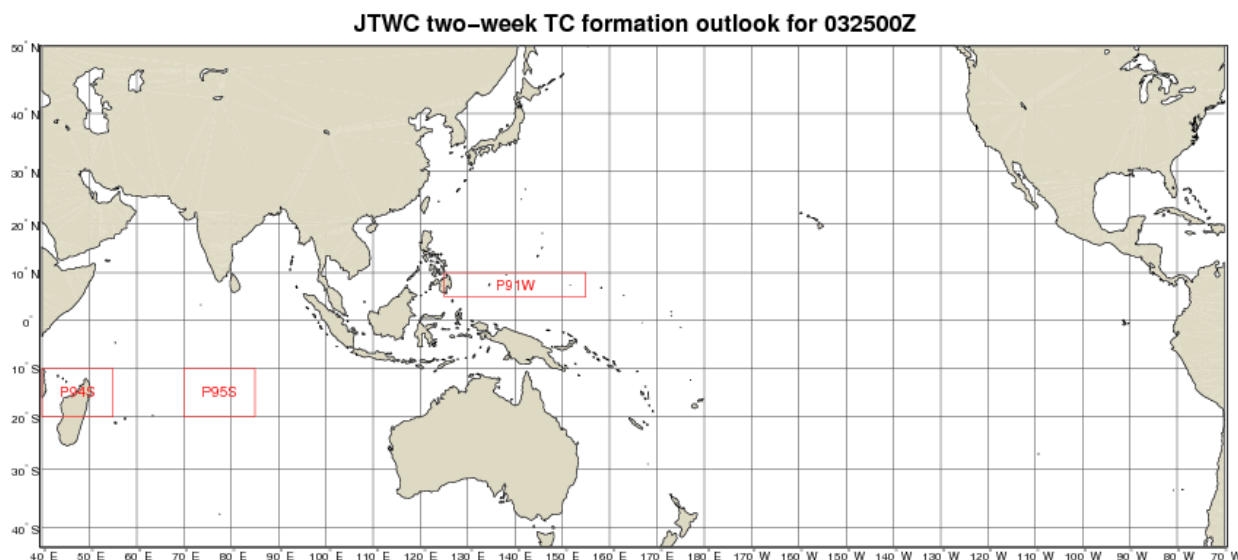 JTWC two-week TC formation outlook for 032500Z
50° N
40° N
30° N
20° N
10° N
P91W
0°
10° S
P94S P95S
20° S
30° S
40° S
40° E 50° E 60° E 70° E 80° E 90° E 100° E 110° E 120° E 130° E 140° E 150° E 160° E 170° E 180° E 170° W 160° W 150° W 140° W 130° W 120° W 110° W 100° W 90° W 80° W 70° W